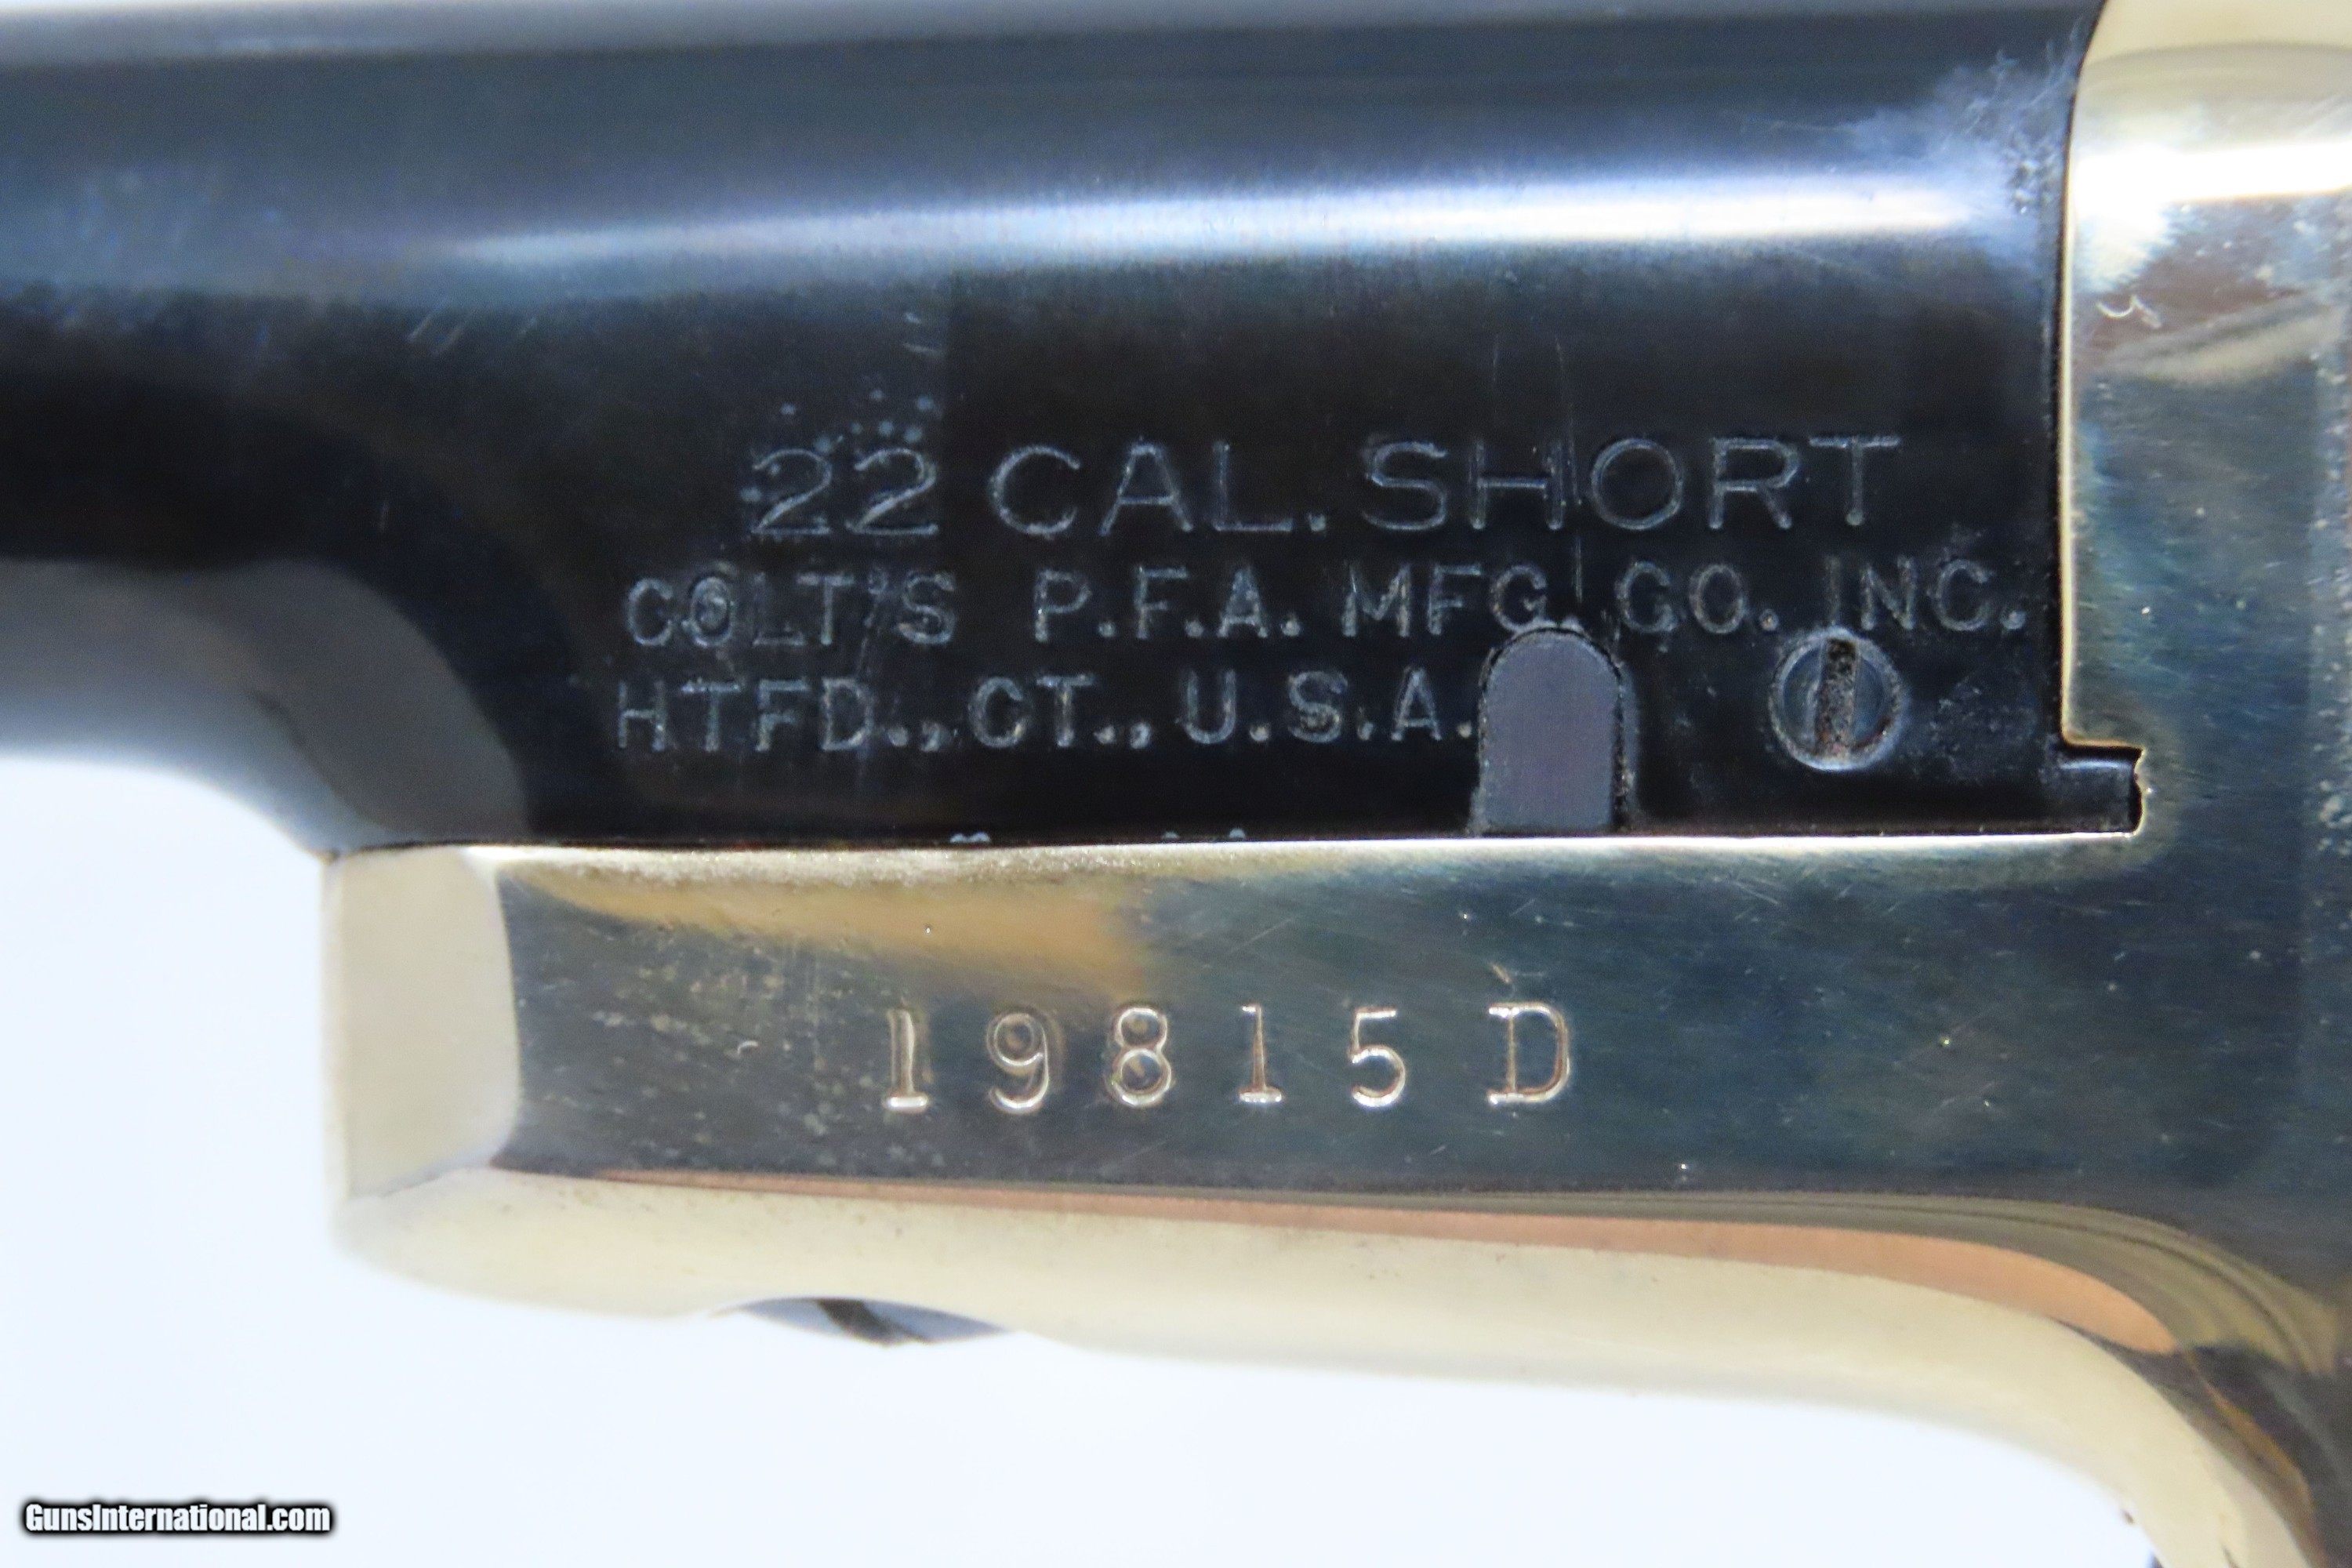 22 CAL. SHORT
COLT'S P.F.A. MFG. CO. INC.
HTFD., CT., U.S.A.
19815D
GunsInternational.com